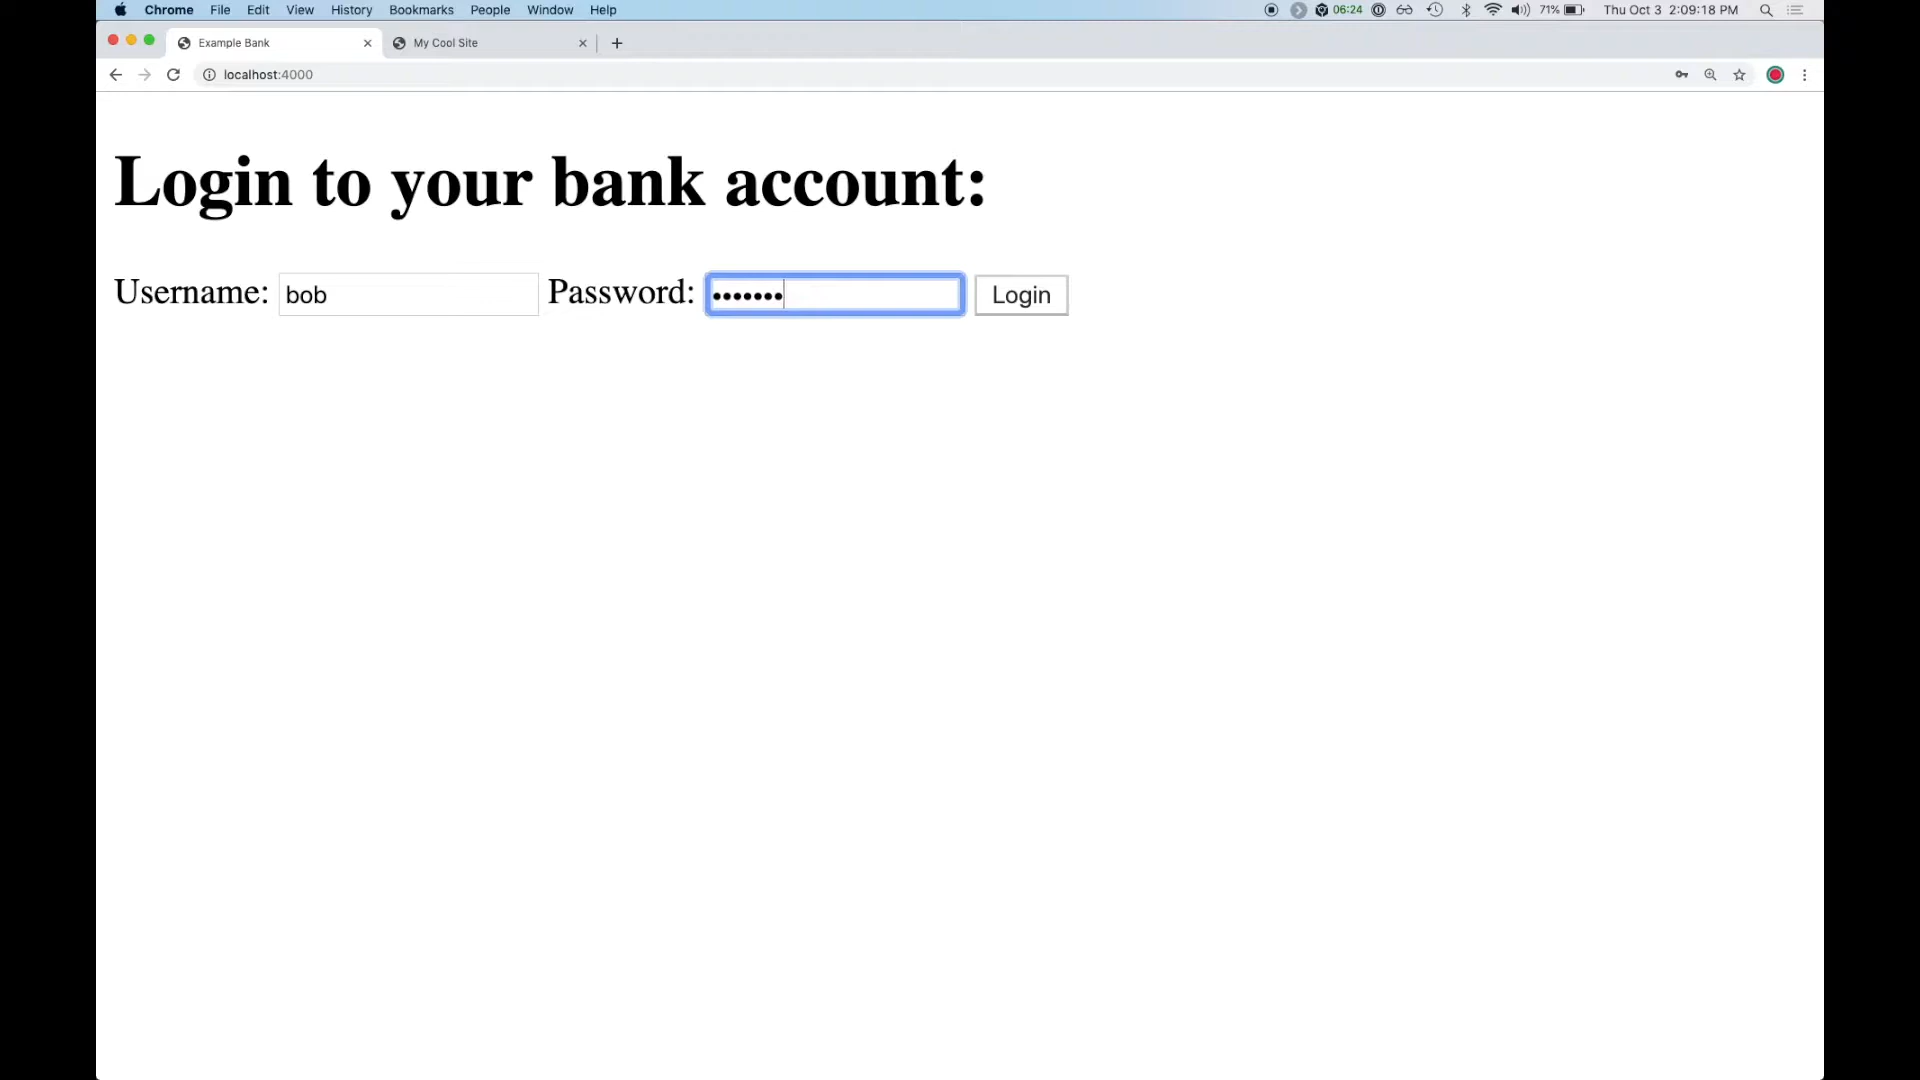 Chrome File Edit View History Bookmarks People Window Help 06:24 71% Thu Oct 3 2:09:18 PM
Example Bank My Cool Site
localhost:4000
Login to your bank account:
Username: bob Password: ••••••• Login